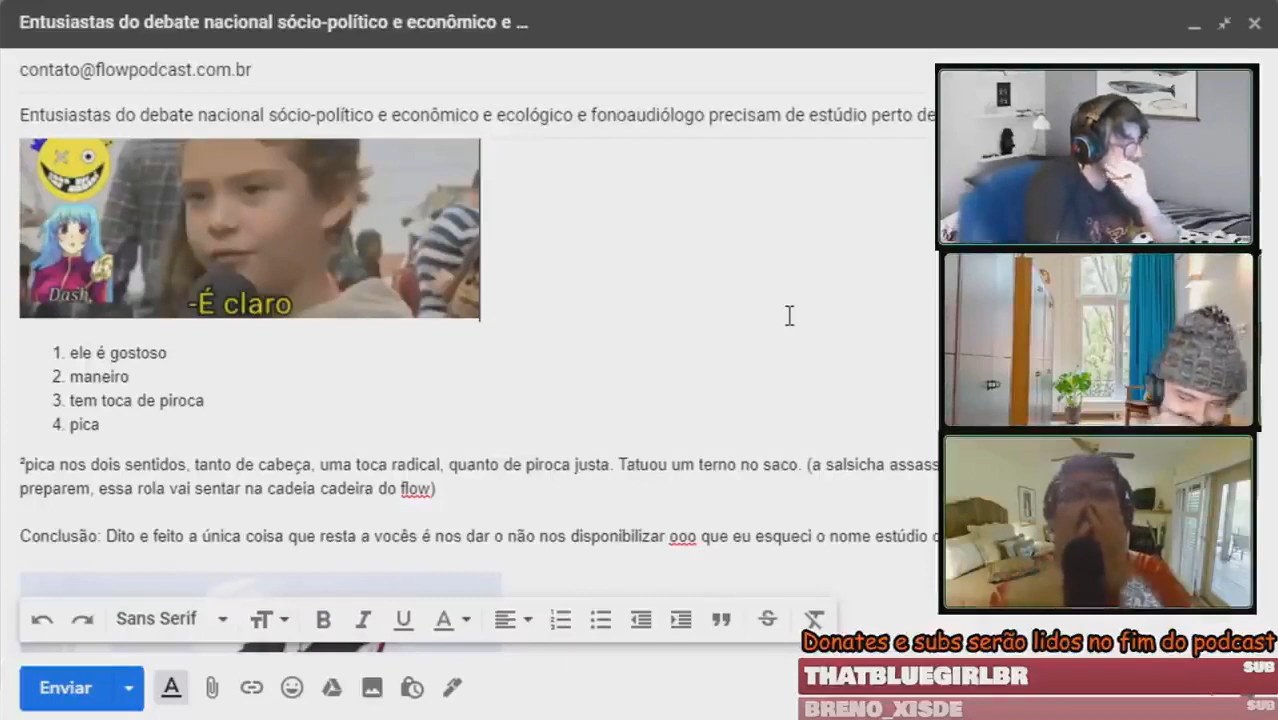 Entusiastas do debate nacional sócio-político e econômico e ...
contato@flowpodcast.com.br
Entusiastas do debate nacional sócio-político e econômico e ecológico e fonoaudiólogo precisam de estúdio perto de
Dash
-É claro
1. ele é gostoso
2. maneiro
3. tem toca de piroca
4. pica
²pica nos dois sentidos, tanto de cabeça, uma toca radical, quanto de piroca justa. Tatuou um terno no saco. (a salsicha assass
preparem, essa rola vai sentar na cadeia cadeira do flow)
Conclusão: Dito e feito a única coisa que resta a vocês é nos dar o não nos disponibilizar ooo que eu esqueci o nome estúdio
Sans Serif
B I U A
Enviar
Donates e subs serão lidos no fim do podcast
THATBLUEGIRLBR SUB
BRENO_XISDE SUB